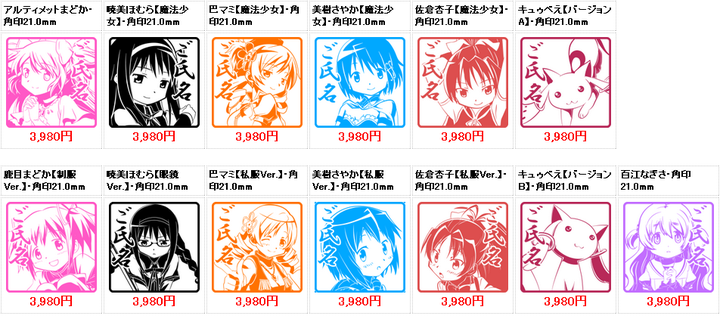 アルティメットまどか・角印21.0mm
暁美ほむら【魔法少女】・角印21.0mm
巴マミ【魔法少女】・角印21.0mm
美樹さやか【魔法少女】・角印21.0mm
佐倉杏子【魔法少女】・角印21.0mm
キュゥべえ【バージョンA】・角印21.0mm
ご氏名
ご氏名
ご氏名
ご氏名
ご氏名
ご氏名
3,980円
3,980円
3,980円
3,980円
3,980円
3,980円
鹿目まどか【制服Ver.】・角印21.0mm
暁美ほむら【眼鏡Ver.】・角印21.0mm
巴マミ【私服Ver.】・角印21.0mm
美樹さやか【私服Ver.】・角印21.0mm
佐倉杏子【私服Ver.】・角印21.0mm
キュゥべえ【バージョンB】・角印21.0mm
百江なぎさ・角印21.0mm
ご氏名
ご氏名
ご氏名
ご氏名
ご氏名
ご氏名
ご氏名
3,980円
3,980円
3,980円
3,980円
3,980円
3,980円
3,980円